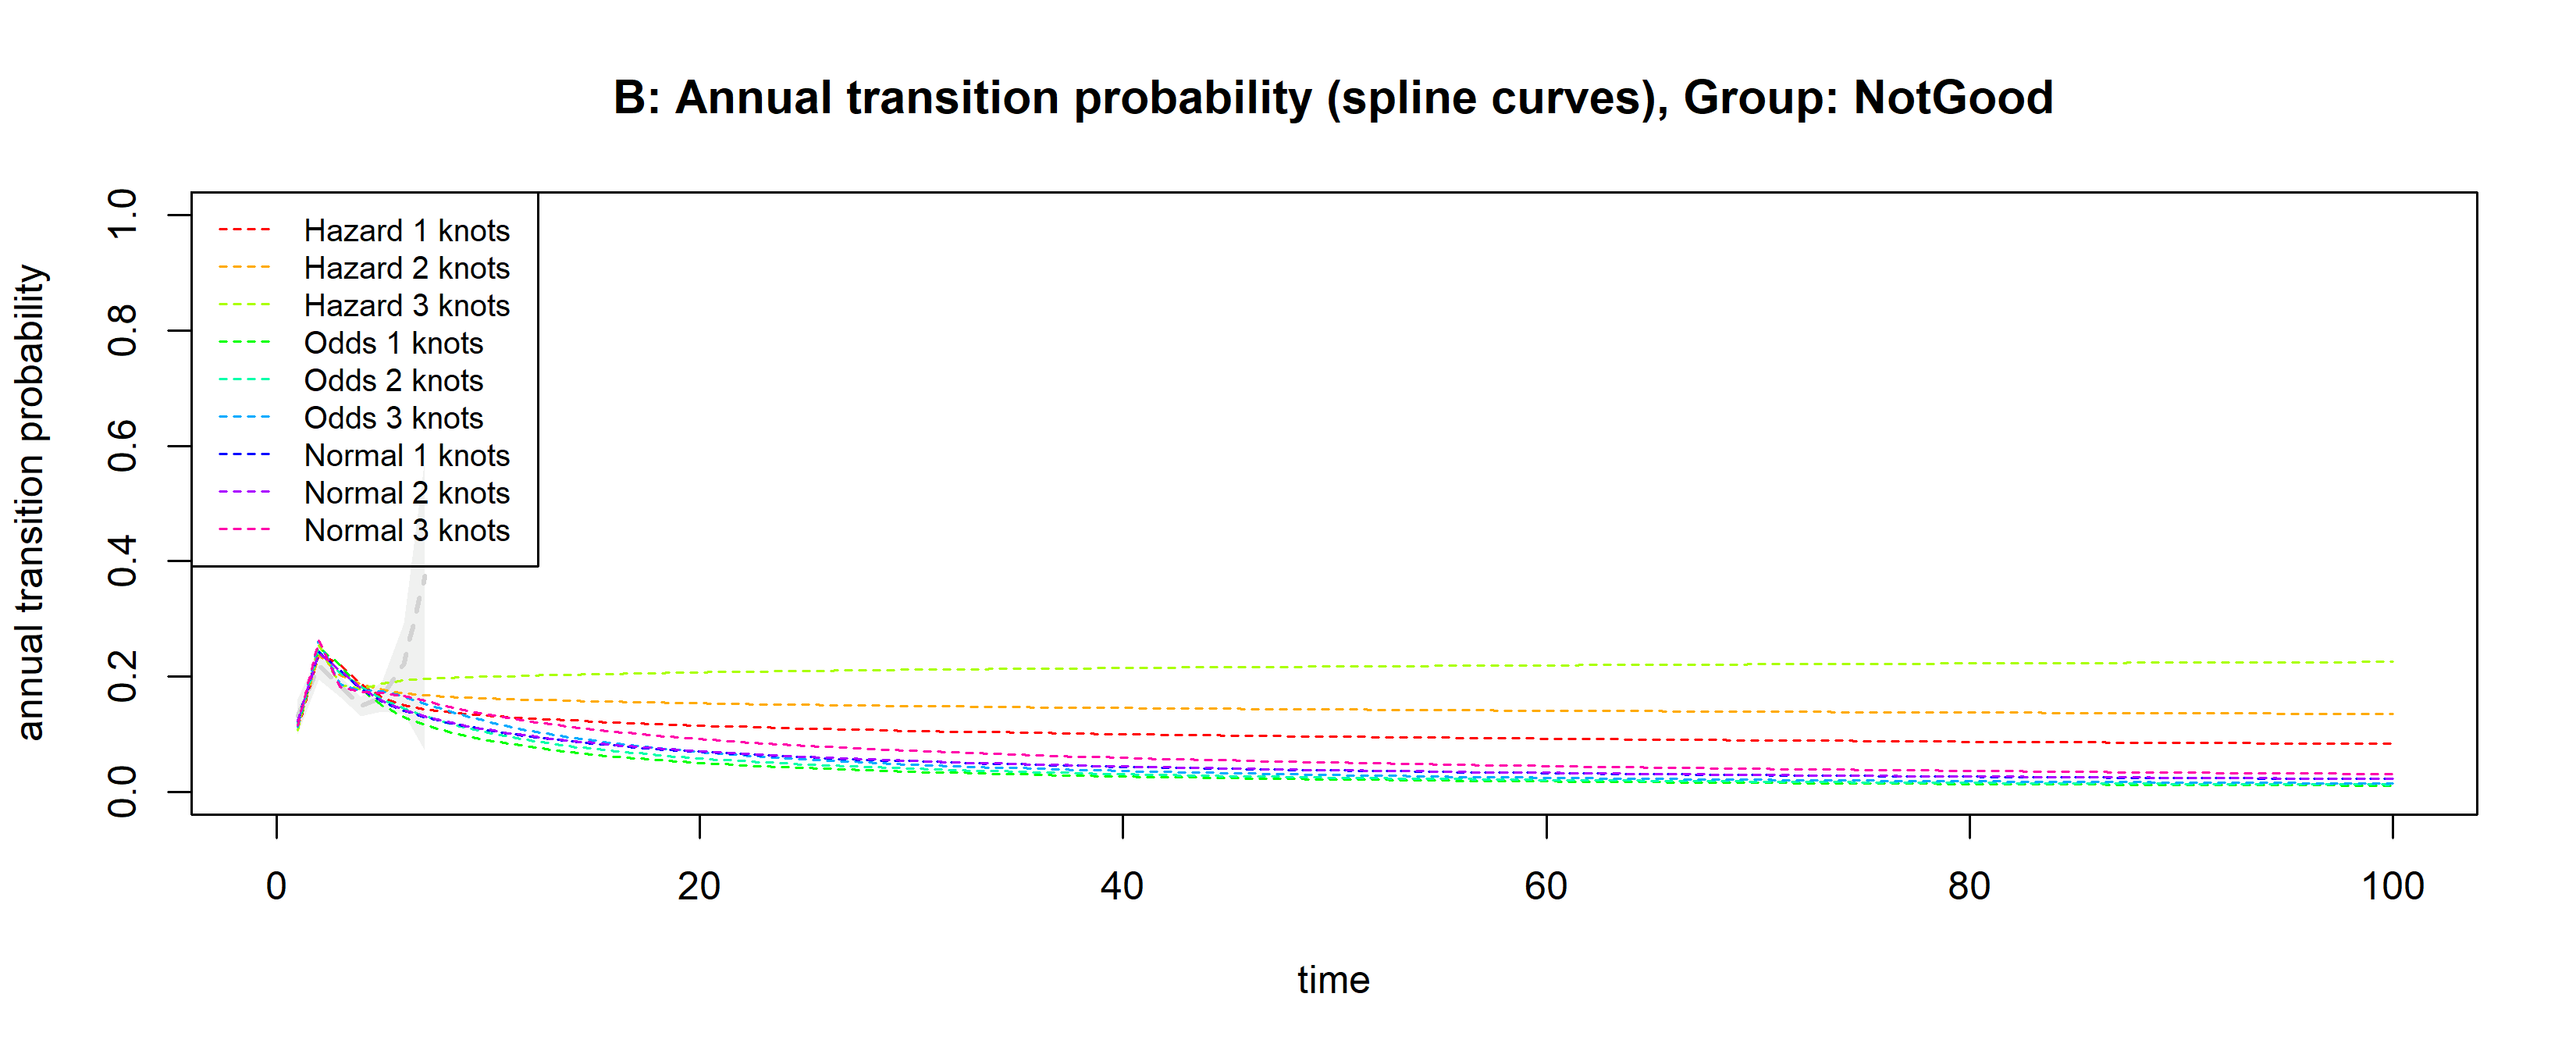 B: Annual transition probability (spline curves), Group: NotGood
annual transition probability
1.0
0.8
0.6
0.4
0.2
0.0
Hazard 1 knots
Hazard 2 knots
Hazard 3 knots
Odds 1 knots
Odds 2 knots
Odds 3 knots
Normal 1 knots
Normal 2 knots
Normal 3 knots
0 20 40 60 80 100
time